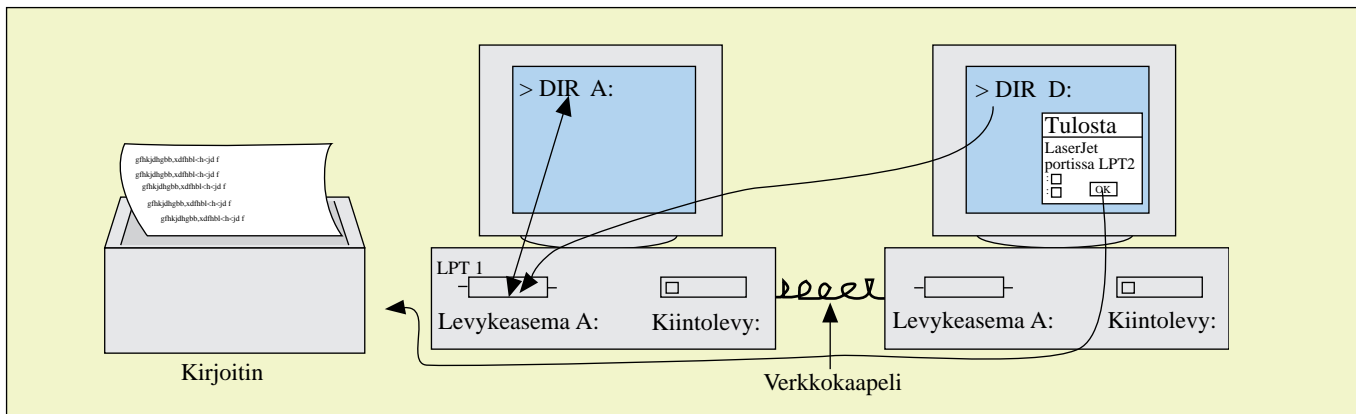 gfhkjdhgbb,xdfhbl<h<jd f
gfhkjdhgbb,xdfhbl<h<jd f
gfhkjdhgbb,xdfhbl<h<jd f
gfhkjdhgbb,xdfhbl<h<jd f
gfhkjdhgbb,xdfhbl<h<jd f
Kirjoitin
> DIR A:
LPT 1
Levykeasema A:
Kiintolevy:
Verkkokaapeli
> DIR D:
Tulosta
LaserJet
portissa LPT2
:
:
OK
Levykeasema A:
Kiintolevy: